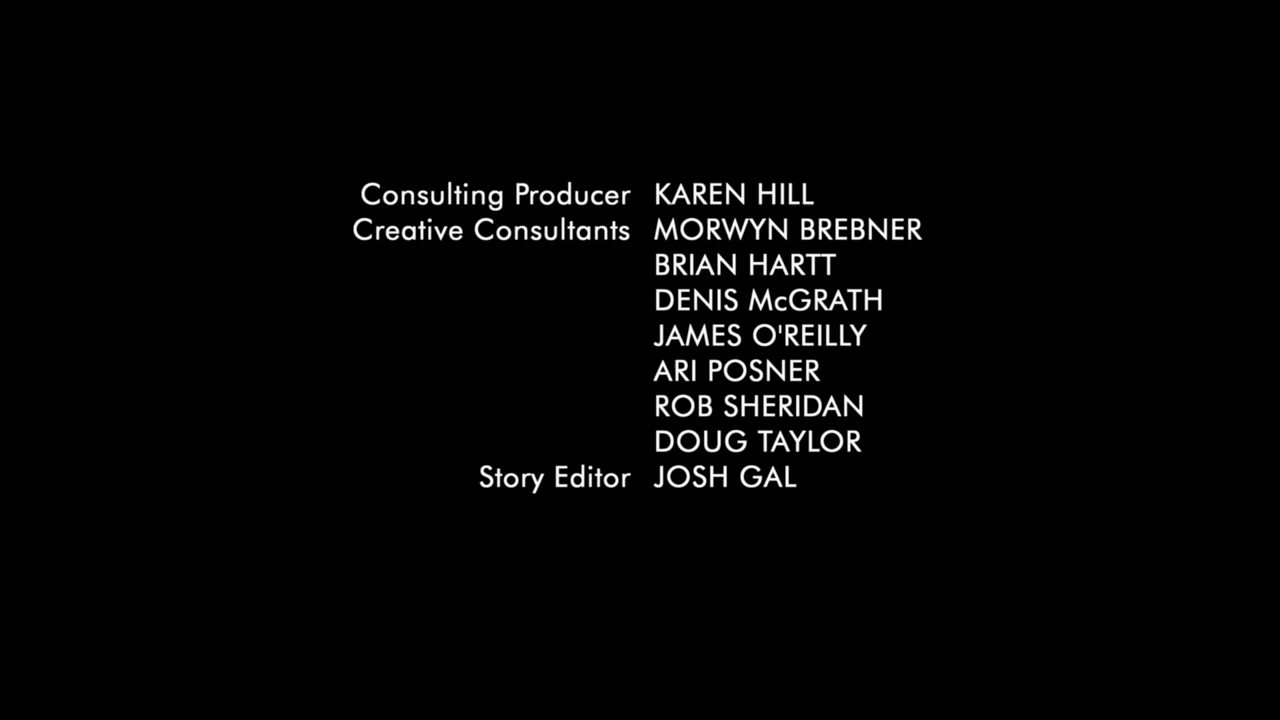 Consulting Producer KAREN HILL
Creative Consultants MORWYN BREBNER
BRIAN HARTT
DENIS McGRATH
JAMES O'REILLY
ARI POSNER
ROB SHERIDAN
DOUG TAYLOR
Story Editor JOSH GAL